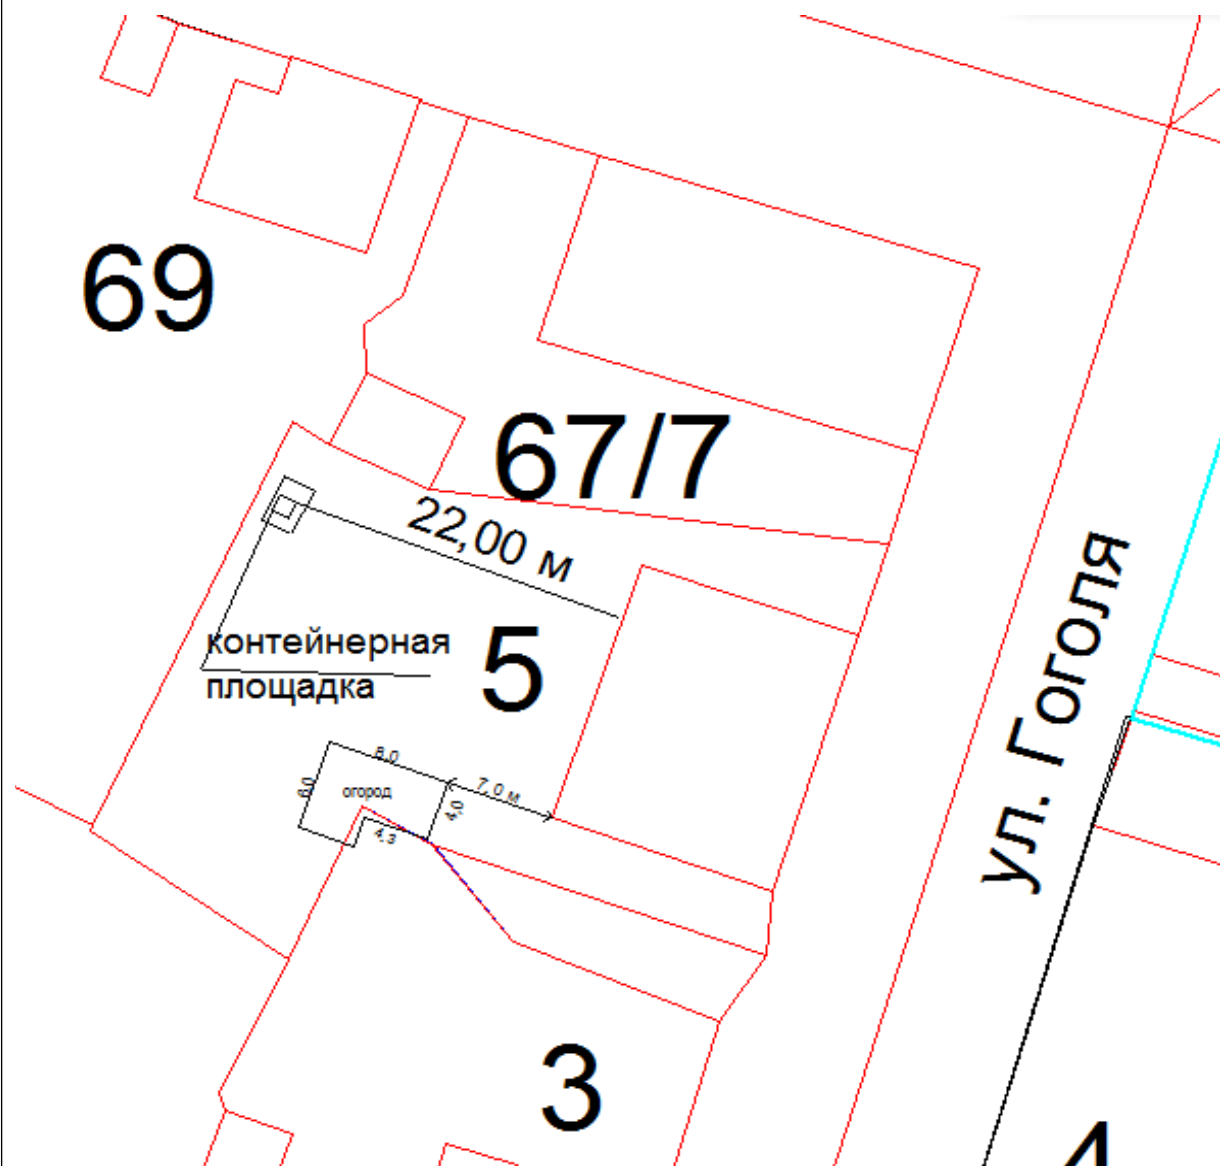 69
67/7
22,00 м
контейнерная
площадка
5
ул. Гоголя
8,0
6,0
огород
7,0 м
4,0
4,3
3
4